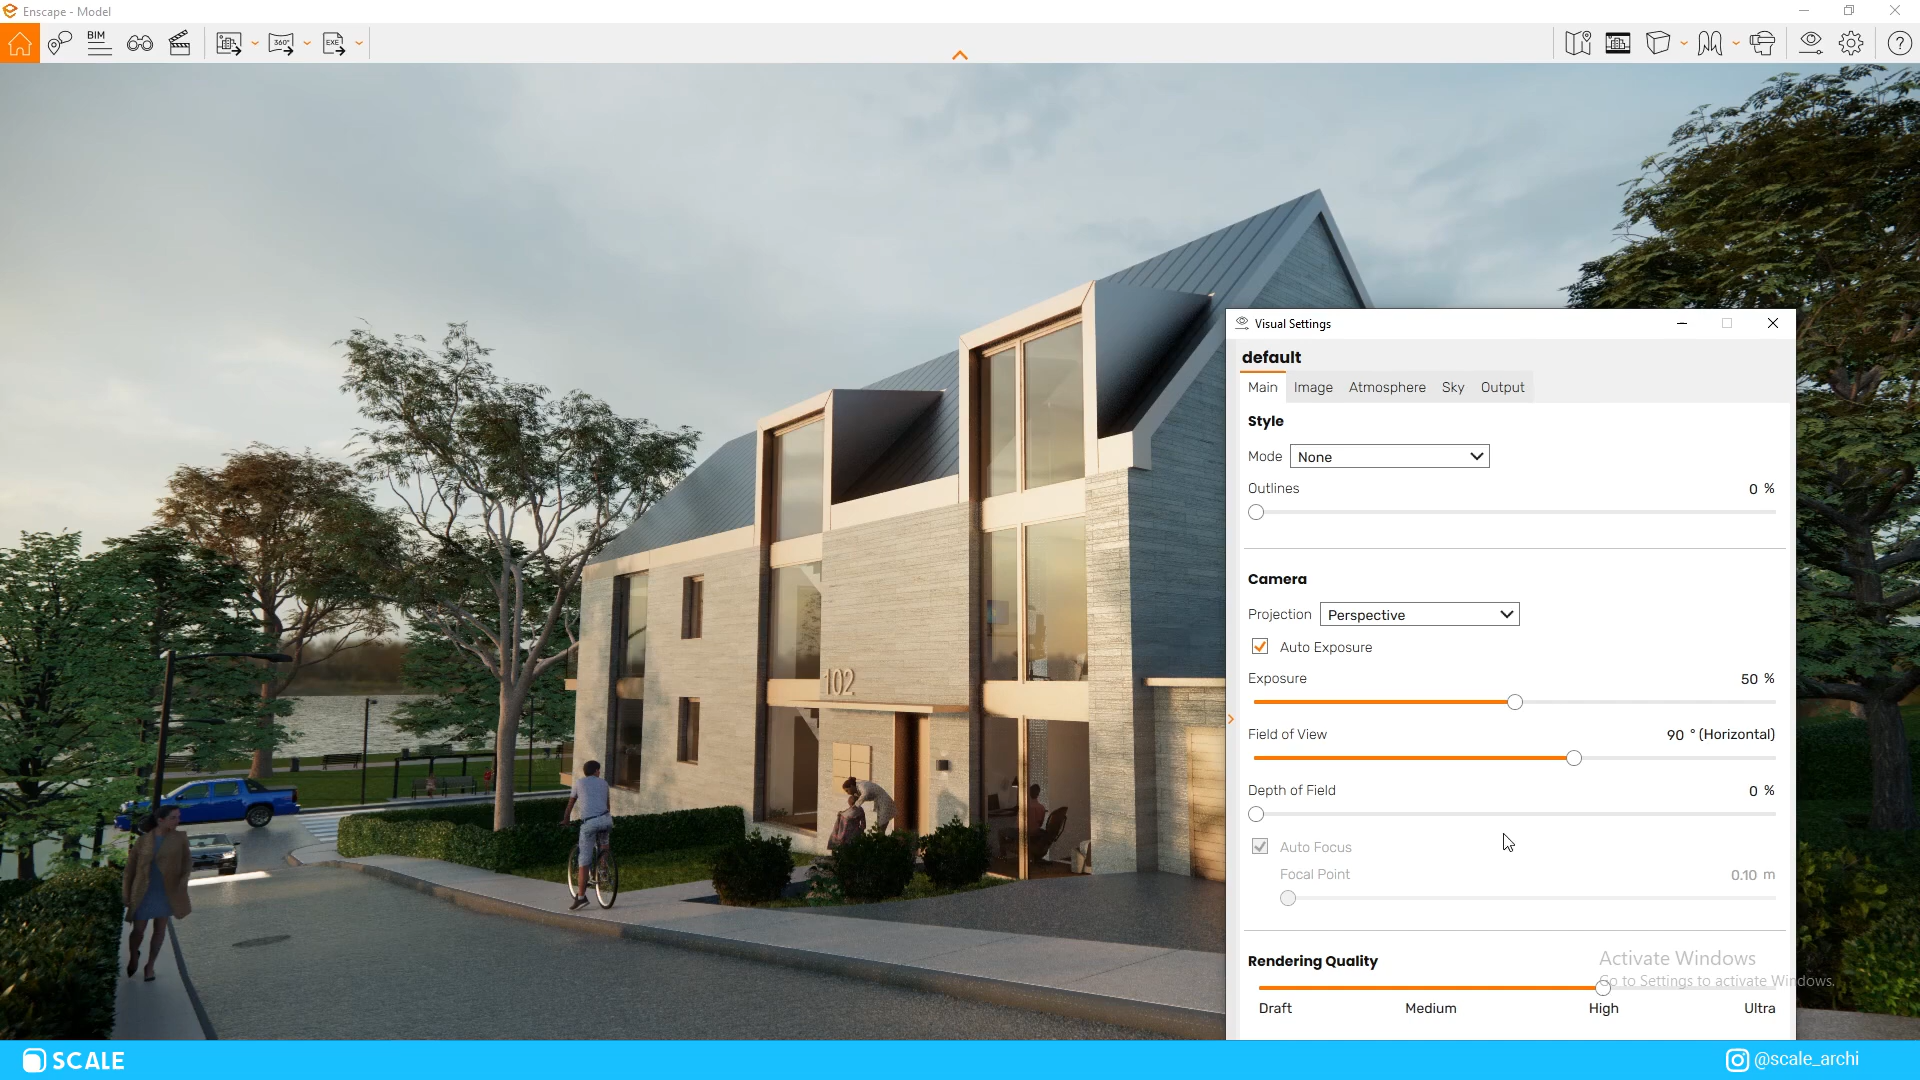 Enscape - Model
BIM
360°
EXE
102
Visual Settings
default
Main Image Atmosphere Sky Output
Style
Mode None
Outlines 0 %
Camera
Projection Perspective
Auto Exposure
Exposure 50 %
Field of View 90 ° (Horizontal)
Depth of Field 0 %
Auto Focus
Focal Point 0.10 m
Rendering Quality
Activate Windows
Go to Settings to activate Windows.
Draft Medium High Ultra
SCALE
@scale_archi